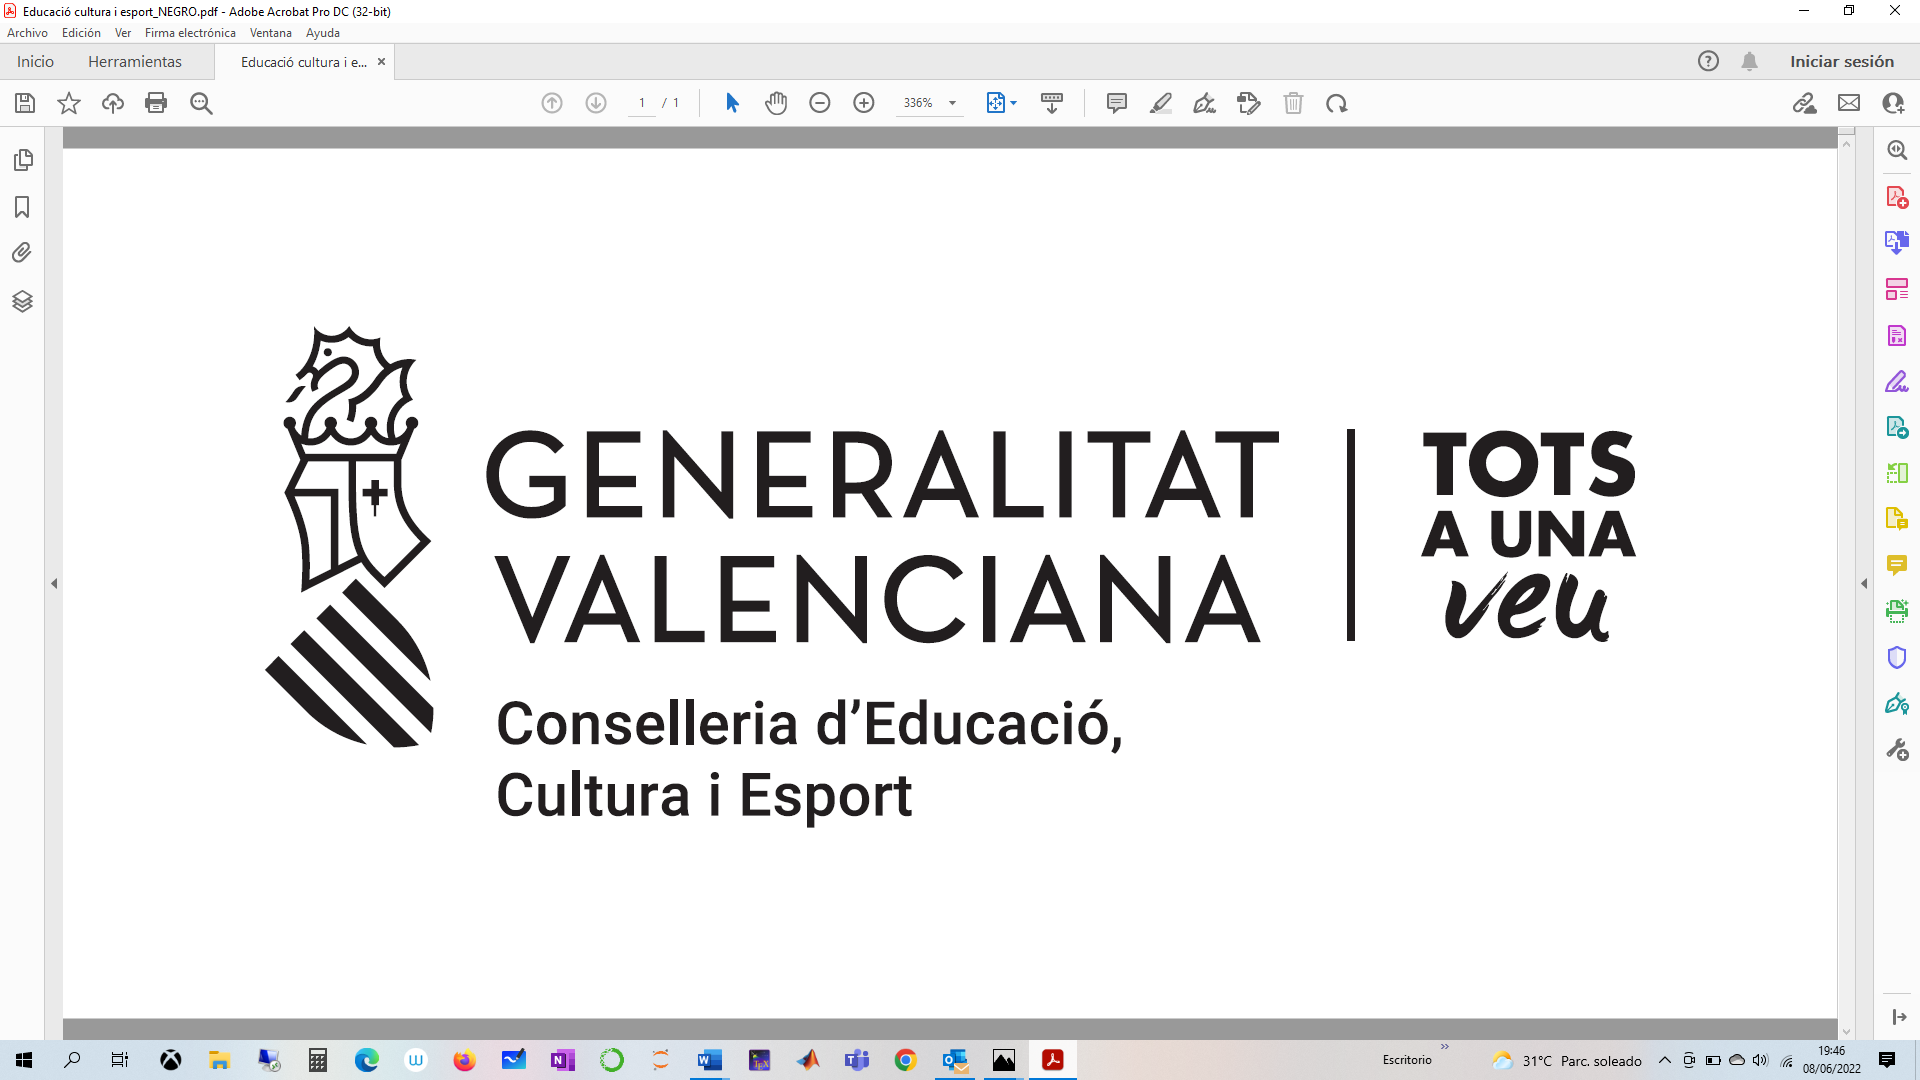 Educació cultura i esport_NEGRO.pdf - Adobe Acrobat Pro DC (32-bit)
Archivo Edición Ver Firma electrónica Ventana Ayuda
Inicio Herramientas Educació cultura i e... × Iniciar sesión
1 / 1 336%
GENERALITAT
VALENCIANA
Conselleria d’Educació,
Cultura i Esport
TOTS
A UNA
veu
Escritorio » 31°C Parc. soleado 19:46
08/06/2022